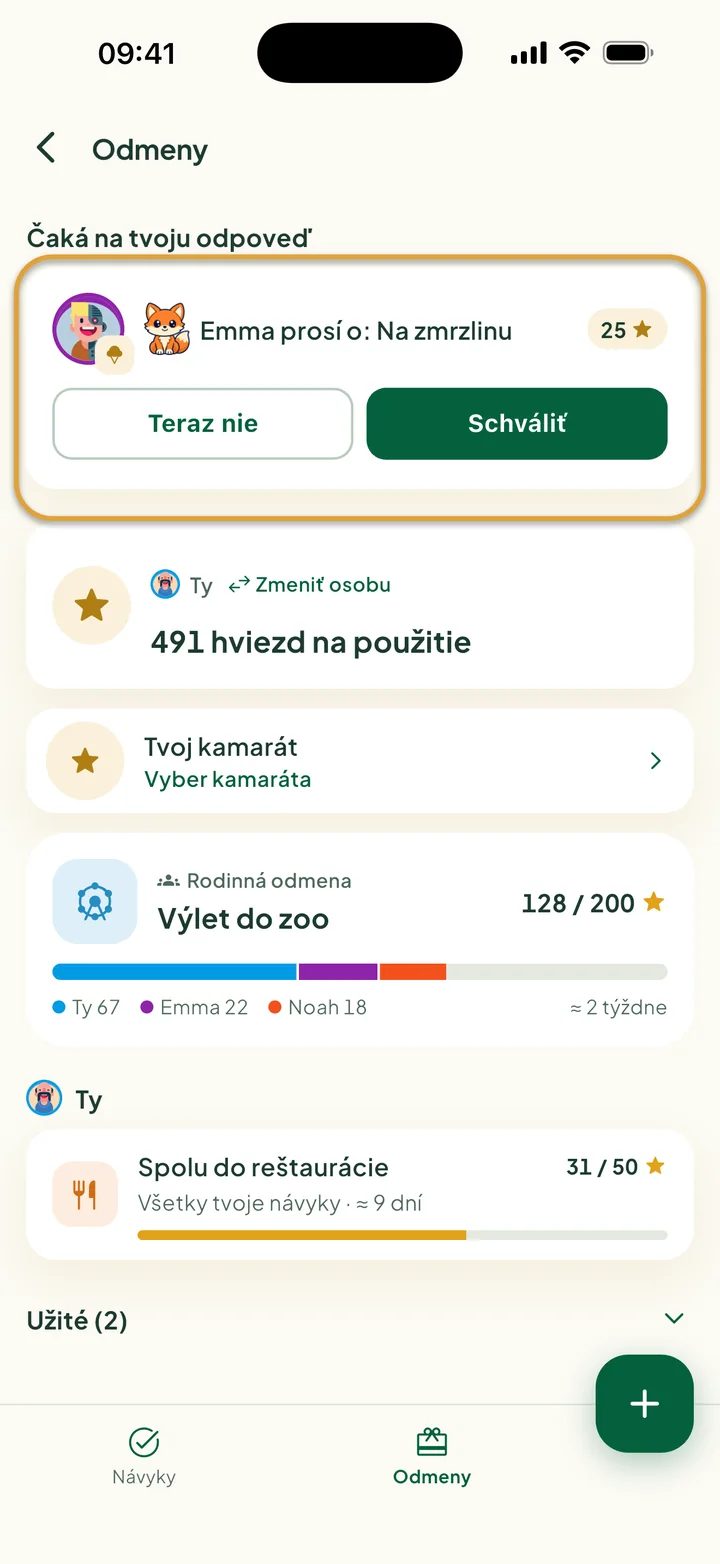 09:41
Odmeny
Čaká na tvoju odpoveď
Emma prosí o: Na zmrzlinu
25
Teraz nie
Schváliť
Ty
Zmeniť osobu
491 hviezd na použitie
Tvoj kamarát
Vyber kamaráta
Rodinná odmena
Výlet do zoo
128 / 200
Ty 67
Emma 22
Noah 18
≈ 2 týždne
Ty
Spolu do reštaurácie
31 / 50
Všetky tvoje návyky · ≈ 9 dní
Užité (2)
Návyky
Odmeny